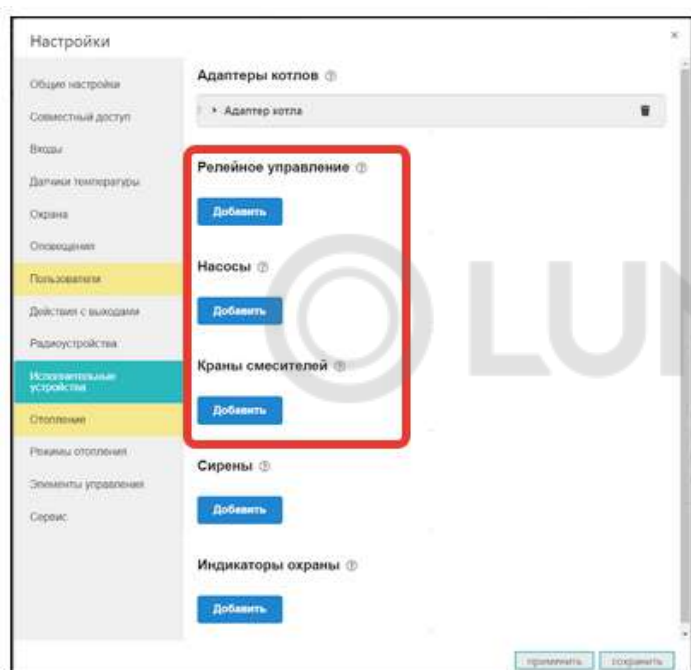 Настройки
×
Общие настройки
Совместный доступ
Входы
Датчики температуры
Охрана
Оповещения
Пользователи
Действия с выходами
Радиоустройства
Исполнительные
устройства
Отопление
Режимы отопления
Элементы управления
Сервис
Адаптеры котлов ?
Адаптер котла
Релейное управление ?
Добавить
Насосы ?
Добавить
Краны смесителей ?
Добавить
Сирены ?
Добавить
Индикаторы охраны ?
Добавить
применить
сохранить
LUN